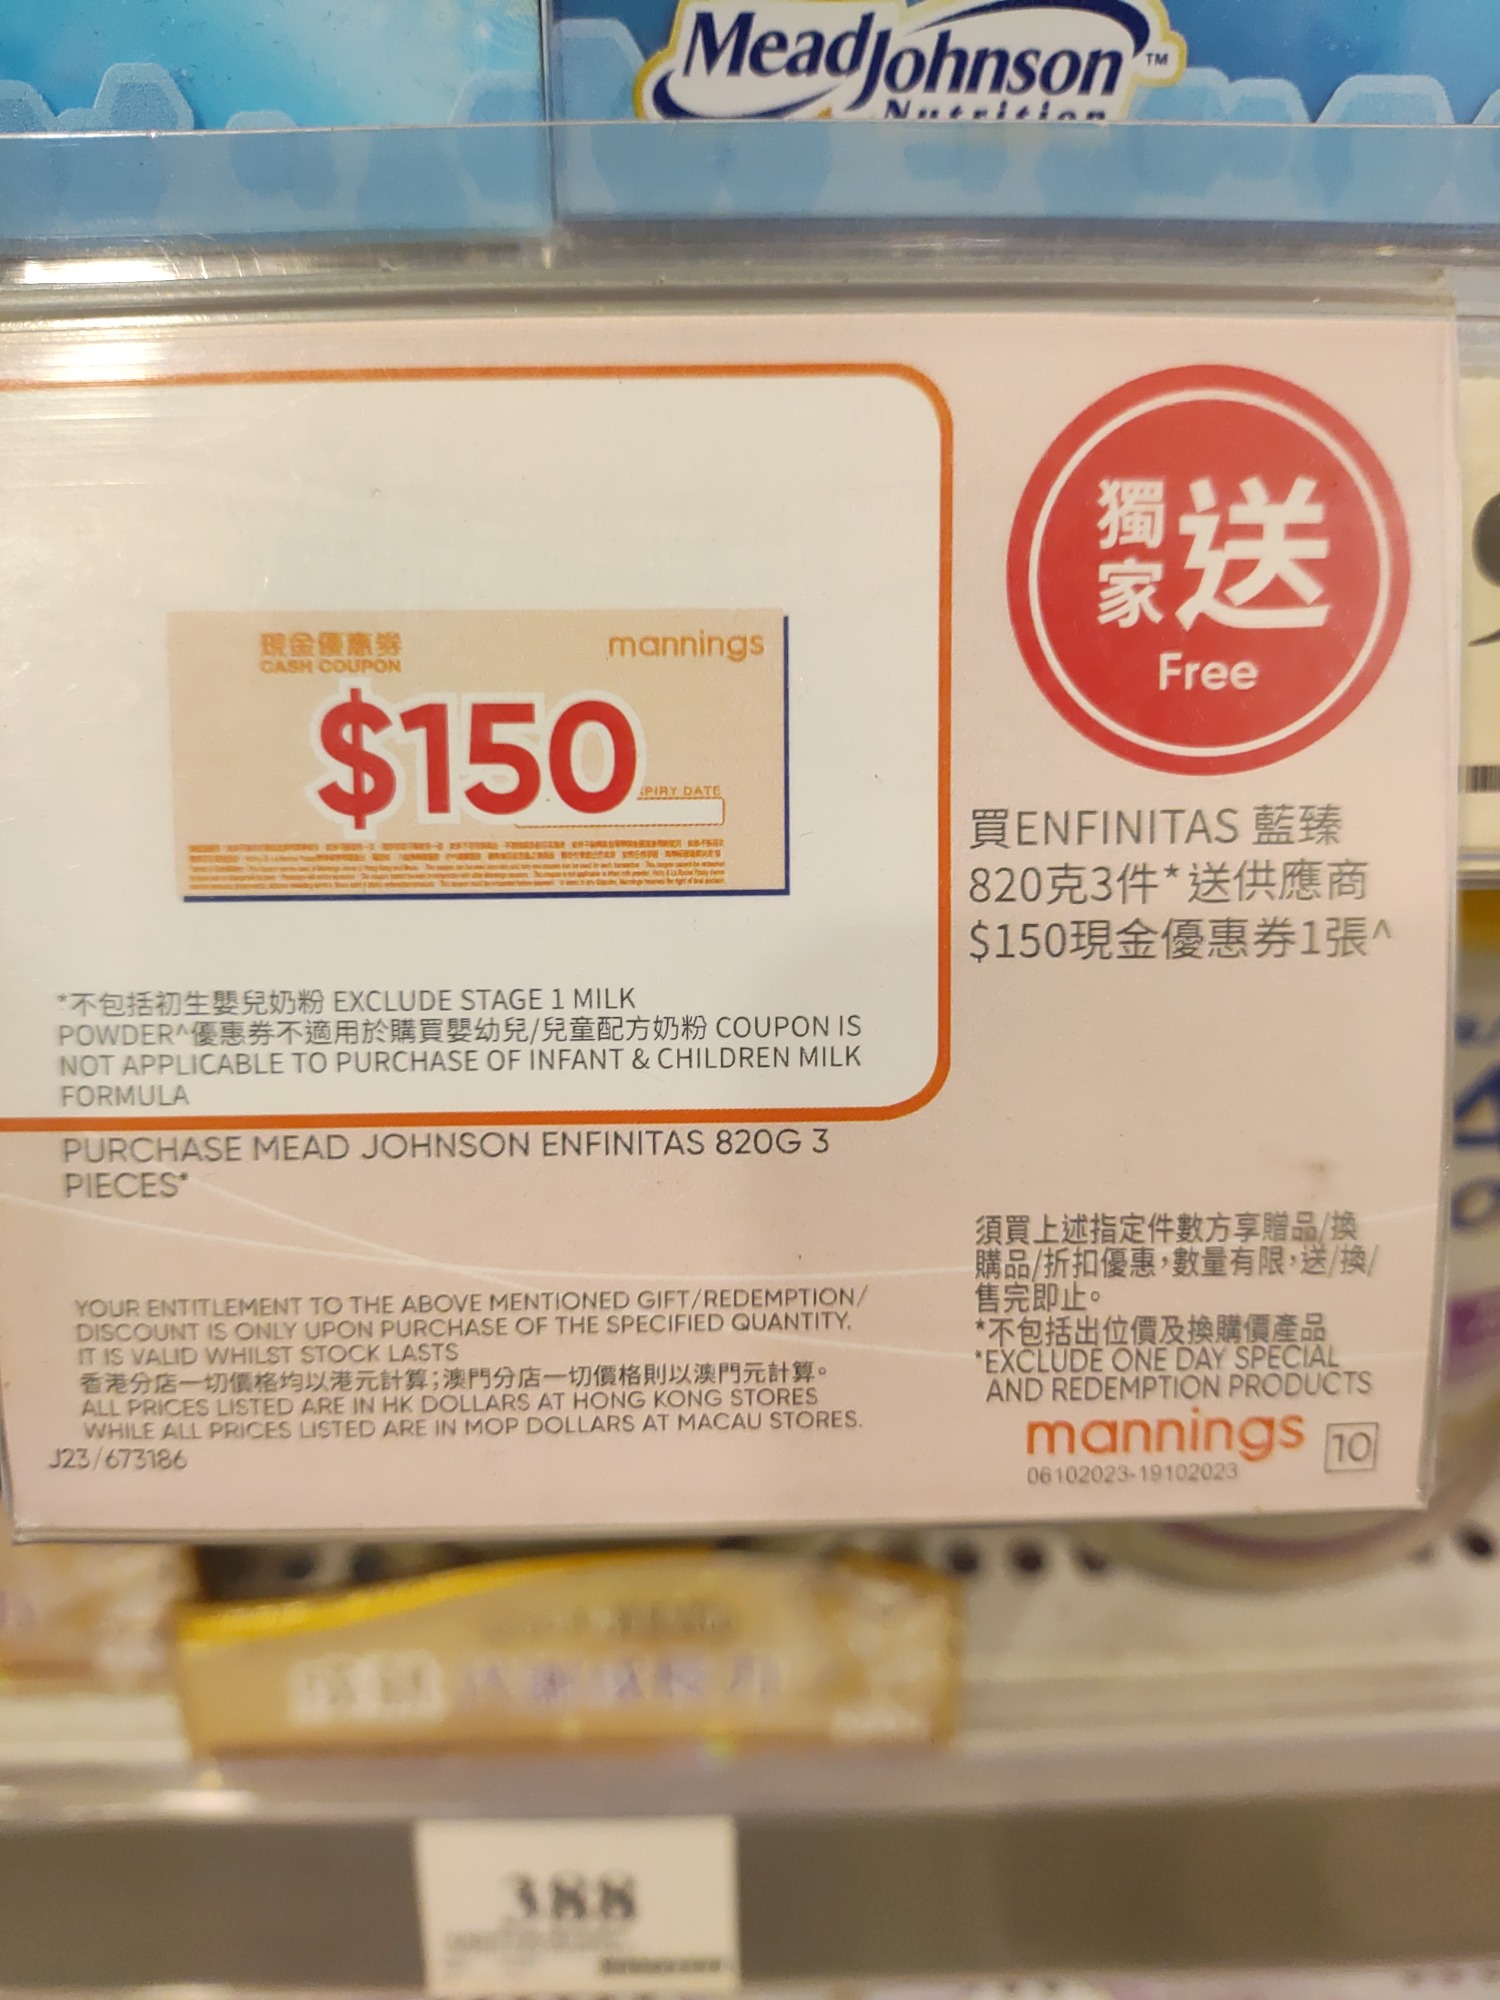 MeadJohnson™
Nutrition
現金優惠券
CASH COUPON
mannings
$150
PIRY DATE
獨家送
Free
買ENFINITAS 藍臻
820克3件*送供應商
$150現金優惠券1張^
*不包括初生嬰兒奶粉 EXCLUDE STAGE 1 MILK
POWDER^優惠券不適用於購買嬰幼兒/兒童配方奶粉 COUPON IS
NOT APPLICABLE TO PURCHASE OF INFANT & CHILDREN MILK
FORMULA
PURCHASE MEAD JOHNSON ENFINITAS 820G 3
PIECES*
YOUR ENTITLEMENT TO THE ABOVE MENTIONED GIFT/REDEMPTION/
DISCOUNT IS ONLY UPON PURCHASE OF THE SPECIFIED QUANTITY.
IT IS VALID WHILST STOCK LASTS
香港分店一切價格均以港元計算;澳門分店一切價格則以澳門元計算。
ALL PRICES LISTED ARE IN HK DOLLARS AT HONG KONG STORES
WHILE ALL PRICES LISTED ARE IN MOP DOLLARS AT MACAU STORES.
J23/673186
須買上述指定件數方享贈品/換
購品/折扣優惠,數量有限,送/換/
售完即止。
*不包括出位價及換購價產品
*EXCLUDE ONE DAY SPECIAL
AND REDEMPTION PRODUCTS
mannings 10
06102023-19102023
388